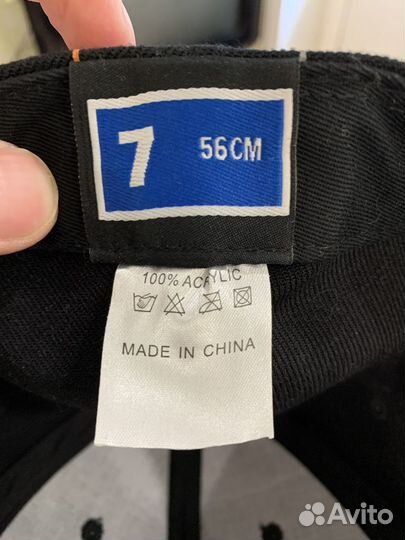 7 56CM
100% ACRYLIC
MADE IN CHINA
Avito